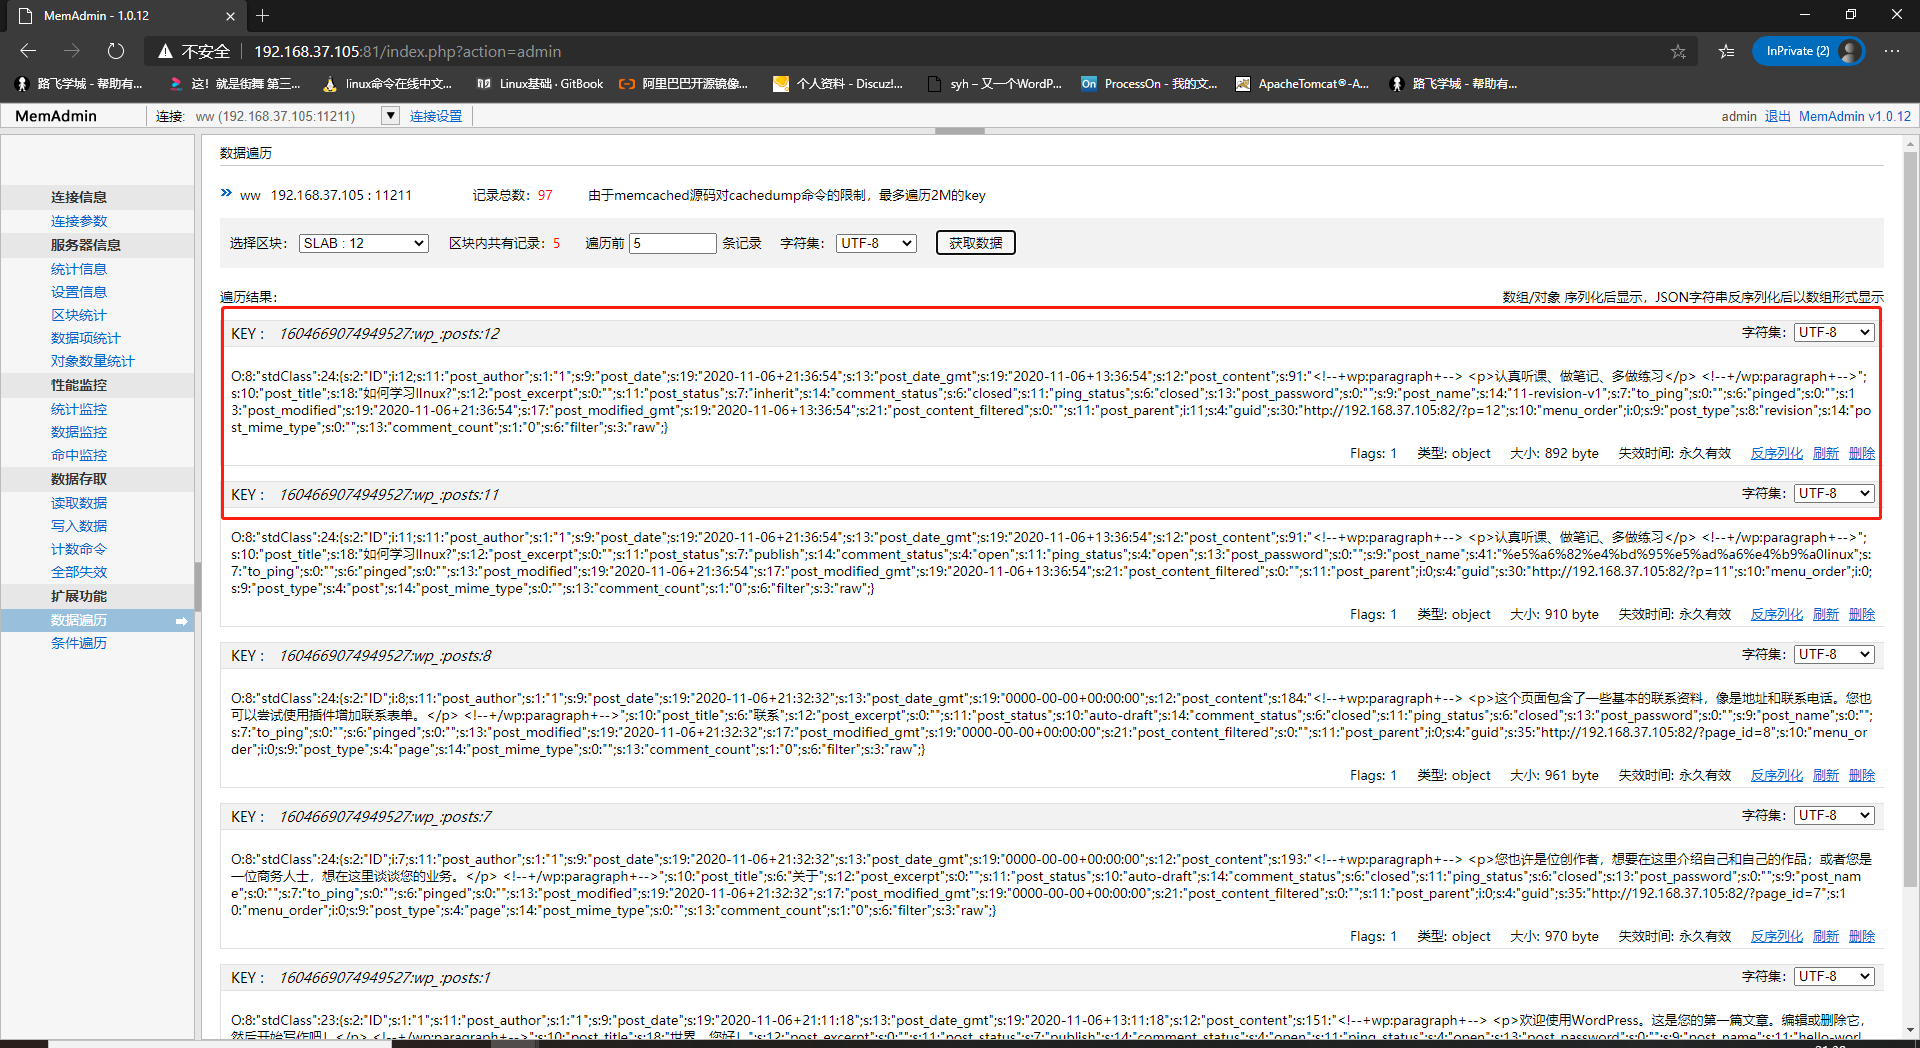 MemAdmin - 1.0.12
不安全 192.168.37.105:81/index.php?action=admin InPrivate (2)
路飞学城 - 帮助有... 这！就是街舞 第三... linux命令在线中文... Linux基础 · GitBook 阿里巴巴开源镜像... 个人资料 - Discuz!... syh – 又一个WordP... ProcessOn - 我的文... ApacheTomcat®-A... 路飞学城 - 帮助有...
MemAdmin 连接: ww (192.168.37.105:11211) 连接设置 admin 退出 MemAdmin v1.0.12
连接信息
连接参数
服务器信息
统计信息
设置信息
区块统计
数据项统计
对象数量统计
性能监控
统计监控
数据监控
命中监控
数据存取
读取数据
写入数据
计数命令
全部失效
扩展功能
数据遍历
条件遍历
数据遍历
ww 192.168.37.105 : 11211 记录总数: 97 由于memcached源码对cachedump命令的限制，最多遍历2M的key
选择区块: SLAB : 12 区块内共有记录: 5 遍历前 5 条记录 字符集: UTF-8 获取数据
遍历结果: 数组/对象 序列化后显示，JSON字符串反序列化后以数组形式显示
KEY : 1604669074949527:wp_:posts:12 字符集: UTF-8
O:8:"stdClass":24:{s:2:"ID";i:12;s:11:"post_author";s:1:"1";s:9:"post_date";s:19:"2020-11-06+21:36:54";s:13:"post_date_gmt";s:19:"2020-11-06+13:36:54";s:12:"post_content";s:91:"<!--+wp:paragraph+--> <p>认真听课、做笔记、多做练习</p> <!--+/wp:paragraph+-->";
s:10:"post_title";s:18:"如何学习lInux?";s:12:"post_excerpt";s:0:"";s:11:"post_status";s:7:"inherit";s:14:"comment_status";s:6:"closed";s:11:"ping_status";s:6:"closed";s:13:"post_password";s:0:"";s:9:"post_name";s:14:"11-revision-v1";s:7:"to_ping";s:0:"";s:6:"pinged";s:0:"";s:1
3:"post_modified";s:19:"2020-11-06+21:36:54";s:17:"post_modified_gmt";s:19:"2020-11-06+13:36:54";s:21:"post_content_filtered";s:0:"";s:11:"post_parent";i:11;s:4:"guid";s:30:"http://192.168.37.105:82/?p=12";s:10:"menu_order";i:0;s:9:"post_type";s:8:"revision";s:14:"po
st_mime_type";s:0:"";s:13:"comment_count";s:1:"0";s:6:"filter";s:3:"raw";}
Flags: 1 类型: object 大小: 892 byte 失效时间: 永久有效 反序列化 刷新 删除
KEY : 1604669074949527:wp_:posts:11 字符集: UTF-8
O:8:"stdClass":24:{s:2:"ID";i:11;s:11:"post_author";s:1:"1";s:9:"post_date";s:19:"2020-11-06+21:36:54";s:13:"post_date_gmt";s:19:"2020-11-06+13:36:54";s:12:"post_content";s:91:"<!--+wp:paragraph+--> <p>认真听课、做笔记、多做练习</p> <!--+/wp:paragraph+-->";
s:10:"post_title";s:18:"如何学习lInux?";s:12:"post_excerpt";s:0:"";s:11:"post_status";s:7:"publish";s:14:"comment_status";s:4:"open";s:11:"ping_status";s:4:"open";s:13:"post_password";s:0:"";s:9:"post_name";s:41:"%e5%a6%82%e4%bd%95%e5%ad%a6%e4%b9%a0linux";s:
7:"to_ping";s:0:"";s:6:"pinged";s:0:"";s:13:"post_modified";s:19:"2020-11-06+21:36:54";s:17:"post_modified_gmt";s:19:"2020-11-06+13:36:54";s:21:"post_content_filtered";s:0:"";s:11:"post_parent";i:0;s:4:"guid";s:30:"http://192.168.37.105:82/?p=11";s:10:"menu_order";i:0;
s:9:"post_type";s:4:"post";s:14:"post_mime_type";s:0:"";s:13:"comment_count";s:1:"0";s:6:"filter";s:3:"raw";}
Flags: 1 类型: object 大小: 910 byte 失效时间: 永久有效 反序列化 刷新 删除
KEY : 1604669074949527:wp_:posts:8 字符集: UTF-8
O:8:"stdClass":24:{s:2:"ID";i:8;s:11:"post_author";s:1:"1";s:9:"post_date";s:19:"2020-11-06+21:32:32";s:13:"post_date_gmt";s:19:"0000-00-00+00:00:00";s:12:"post_content";s:184:"<!--+wp:paragraph+--> <p>这个页面包含了一些基本的联系资料，像是地址和联系电话。您也
可以尝试使用插件增加联系表单。</p> <!--+/wp:paragraph+-->";s:10:"post_title";s:6:"联系";s:12:"post_excerpt";s:0:"";s:11:"post_status";s:10:"auto-draft";s:14:"comment_status";s:6:"closed";s:11:"ping_status";s:6:"closed";s:13:"post_password";s:0:"";s:9:"post_name";s:0:"";
s:7:"to_ping";s:0:"";s:6:"pinged";s:0:"";s:13:"post_modified";s:19:"2020-11-06+21:32:32";s:17:"post_modified_gmt";s:19:"0000-00-00+00:00:00";s:21:"post_content_filtered";s:0:"";s:11:"post_parent";i:0;s:4:"guid";s:35:"http://192.168.37.105:82/?page_id=8";s:10:"menu_or
der";i:0;s:9:"post_type";s:4:"page";s:14:"post_mime_type";s:0:"";s:13:"comment_count";s:1:"0";s:6:"filter";s:3:"raw";}
Flags: 1 类型: object 大小: 961 byte 失效时间: 永久有效 反序列化 刷新 删除
KEY : 1604669074949527:wp_:posts:7 字符集: UTF-8
O:8:"stdClass":24:{s:2:"ID";i:7;s:11:"post_author";s:1:"1";s:9:"post_date";s:19:"2020-11-06+21:32:32";s:13:"post_date_gmt";s:19:"0000-00-00+00:00:00";s:12:"post_content";s:193:"<!--+wp:paragraph+--> <p>您也许是位创作者，想要在这里介绍自己和自己的作品；或者您是
一位商务人士，想在这里谈谈您的业务。</p> <!--+/wp:paragraph+-->";s:10:"post_title";s:6:"关于";s:12:"post_excerpt";s:0:"";s:11:"post_status";s:10:"auto-draft";s:14:"comment_status";s:6:"closed";s:11:"ping_status";s:6:"closed";s:13:"post_password";s:0:"";s:9:"post_nam
e";s:0:"";s:7:"to_ping";s:0:"";s:6:"pinged";s:0:"";s:13:"post_modified";s:19:"2020-11-06+21:32:32";s:17:"post_modified_gmt";s:19:"0000-00-00+00:00:00";s:21:"post_content_filtered";s:0:"";s:11:"post_parent";i:0;s:4:"guid";s:35:"http://192.168.37.105:82/?page_id=7";s:1
0:"menu_order";i:0;s:9:"post_type";s:4:"page";s:14:"post_mime_type";s:0:"";s:13:"comment_count";s:1:"0";s:6:"filter";s:3:"raw";}
Flags: 1 类型: object 大小: 970 byte 失效时间: 永久有效 反序列化 刷新 删除
KEY : 1604669074949527:wp_:posts:1 字符集: UTF-8
O:8:"stdClass":23:{s:2:"ID";s:1:"1";s:11:"post_author";s:1:"1";s:9:"post_date";s:19:"2020-11-06+21:11:18";s:13:"post_date_gmt";s:19:"2020-11-06+13:11:18";s:12:"post_content";s:151:"<!--+wp:paragraph+--> <p>欢迎使用WordPress。这是您的第一篇文章。编辑或删除它，
然后开始写作吧！</p> <!--+/wp:paragraph+-->";s:10:"post_title";s:18:"世界，您好！";s:12:"post_excerpt";s:0:"";s:11:"post_status";s:7:"publish";s:14:"comment_status";s:4:"open";s:11:"ping_status";s:4:"open";s:13:"post_password";s:0:"";s:9:"post_name";s:11:"hello-worl